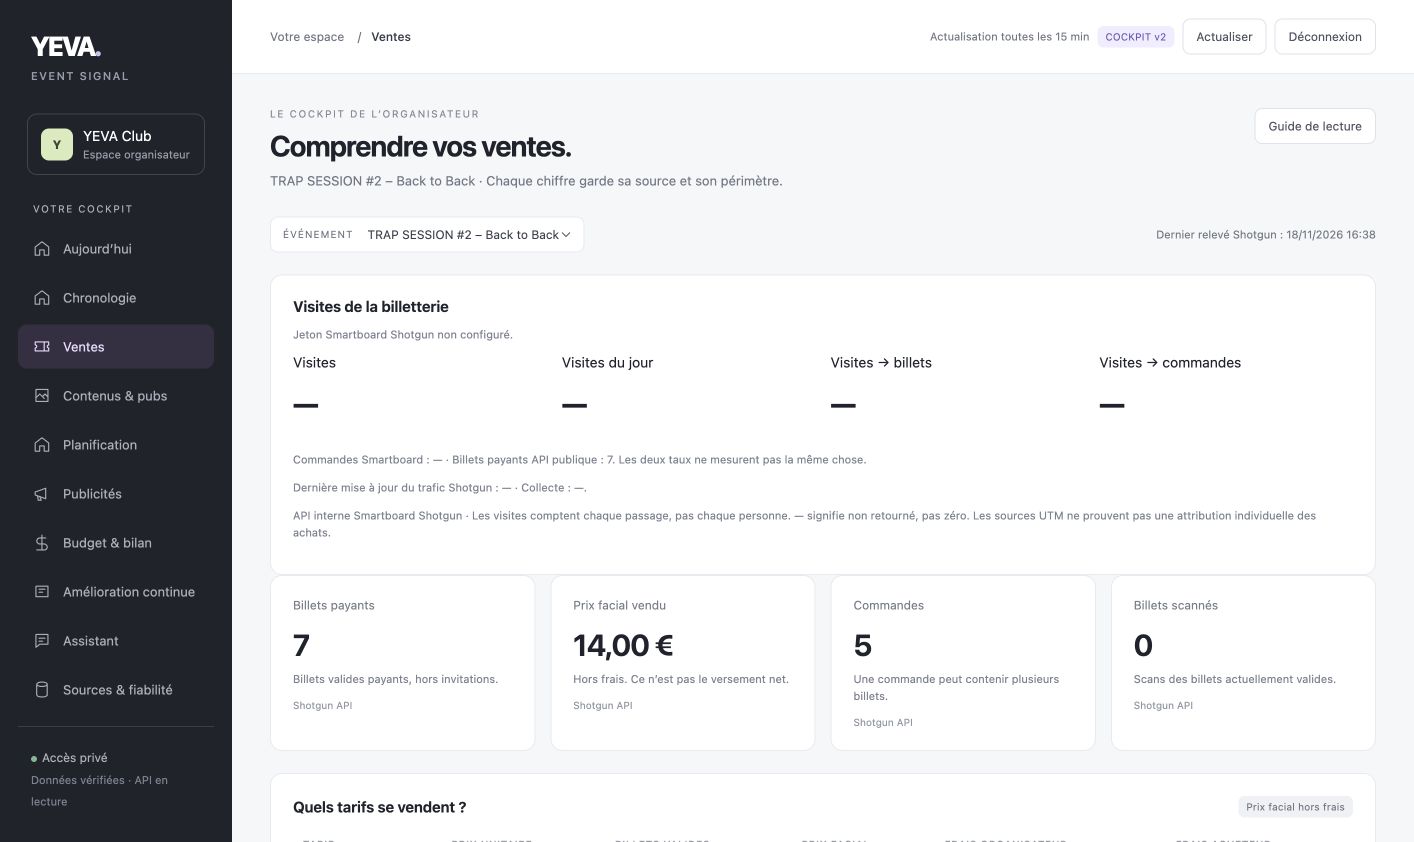 YEVA.
EVENT SIGNAL
Y
YEVA Club
Espace organisateur
VOTRE COCKPIT
Aujourd’hui
Chronologie
Ventes
Contenus & pubs
Planification
Publicités
Budget & bilan
Amélioration continue
Assistant
Sources & fiabilité
Accès privé
Données vérifiées · API en
lecture
Votre espace / Ventes
Actualisation toutes les 15 min
COCKPIT v2
Actualiser
Déconnexion
LE COCKPIT DE L’ORGANISATEUR
Comprendre vos ventes.
TRAP SESSION #2 – Back to Back · Chaque chiffre garde sa source et son périmètre.
Guide de lecture
ÉVÉNEMENT TRAP SESSION #2 – Back to Back
Dernier relevé Shotgun : 18/11/2026 16:38
Visites de la billetterie
Jeton Smartboard Shotgun non configuré.
Visites
—
Visites du jour
—
Visites → billets
—
Visites → commandes
—
Commandes Smartboard : — · Billets payants API publique : 7. Les deux taux ne mesurent pas la même chose.
Dernière mise à jour du trafic Shotgun : — · Collecte : —.
API interne Smartboard Shotgun · Les visites comptent chaque passage, pas chaque personne. — signifie non retourné, pas zéro. Les sources UTM ne prouvent pas une attribution individuelle des
achats.
Billets payants
7
Billets valides payants, hors invitations.
Shotgun API
Prix facial vendu
14,00 €
Hors frais. Ce n’est pas le versement net.
Shotgun API
Commandes
5
Une commande peut contenir plusieurs
billets.
Shotgun API
Billets scannés
0
Scans des billets actuellement valides.
Shotgun API
Quels tarifs se vendent ?
Prix facial hors frais